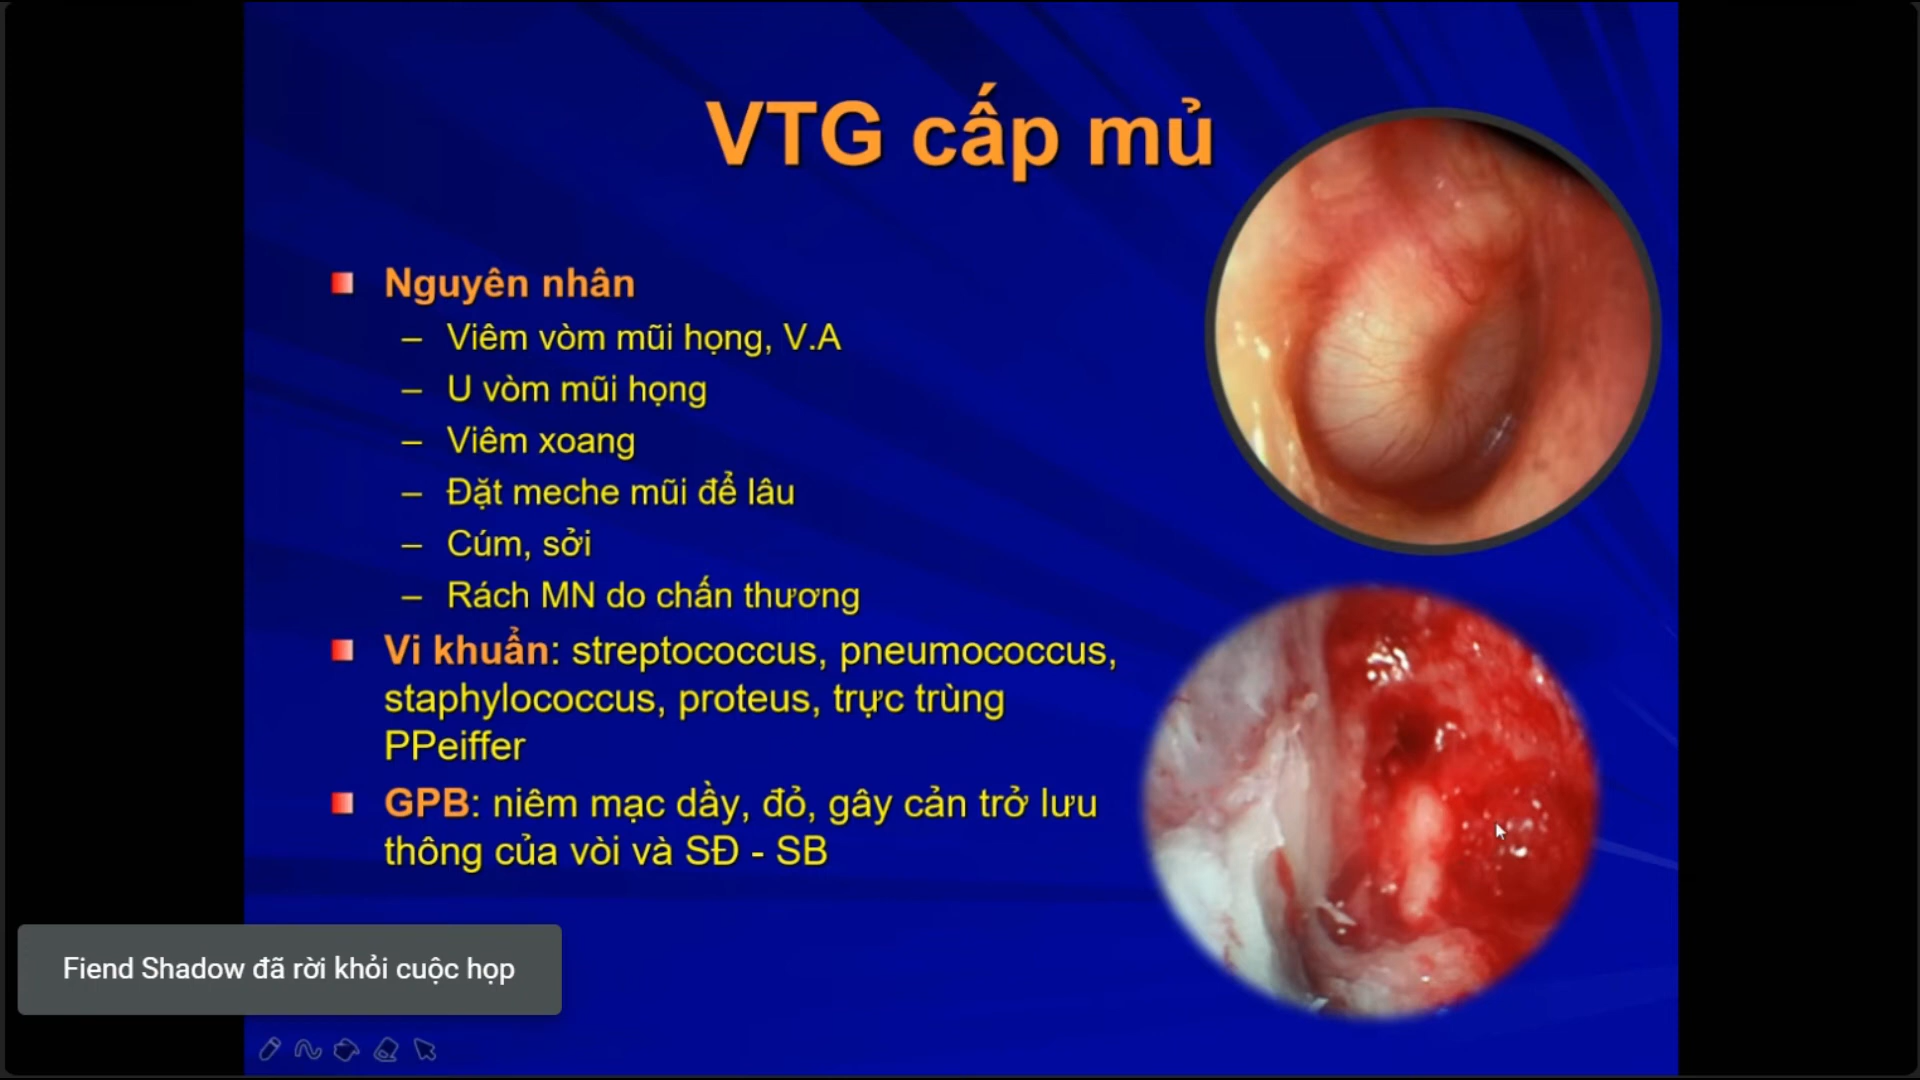 VTG cấp mủ
Nguyên nhân
– Viêm vòm mũi họng, V.A
– U vòm mũi họng
– Viêm xoang
– Đặt meche mũi để lâu
– Cúm, sởi
– Rách MN do chấn thương
Vi khuẩn: streptococcus, pneumococcus,
staphylococcus, proteus, trực trùng
PPeiffer
GPB: niêm mạc dầy, đỏ, gây cản trở lưu
thông của vòi và SĐ - SB
Fiend Shadow đã rời khỏi cuộc họp